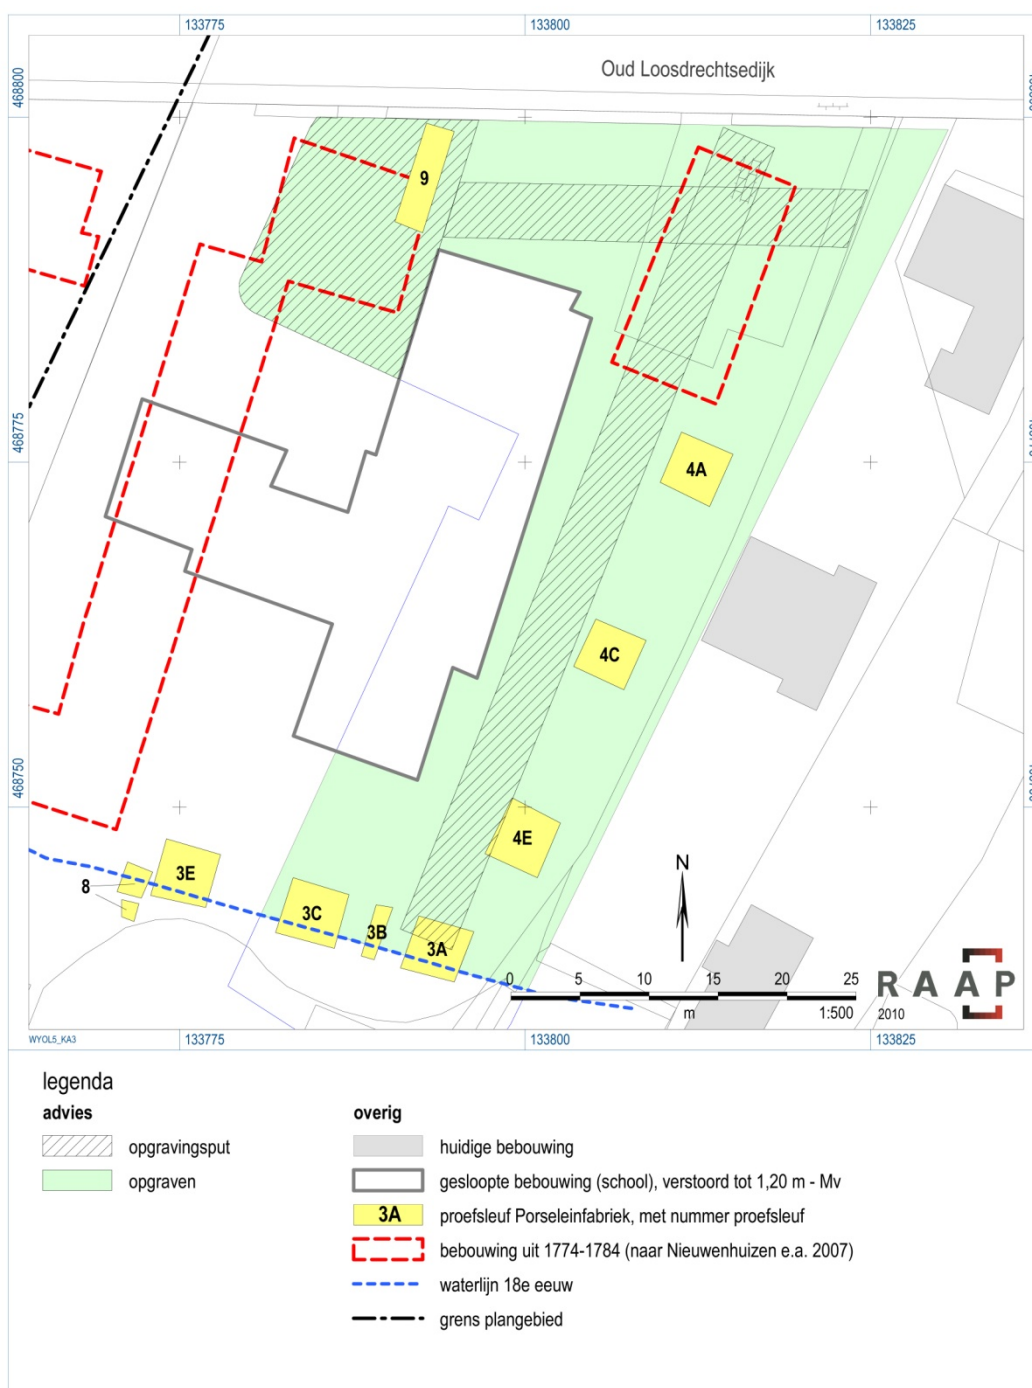 133775 133800 133825
468800
Oud Loosdrechtsedijk
9
468775
4A
4C
468750
4E
8
3E
3C
3B
3A
N
0 5 10 15 20 25
m 1:500
RAAP
2010
WYOL5_KA3
133775 133800 133825
legenda
advies
opgravingsput
opgraven
overig
huidige bebouwing
gesloopte bebouwing (school), verstoord tot 1,20 m - Mv
3A proefsleuf Porseleinfabriek, met nummer proefsleuf
bebouwing uit 1774-1784 (naar Nieuwenhuizen e.a. 2007)
waterlijn 18e eeuw
grens plangebied